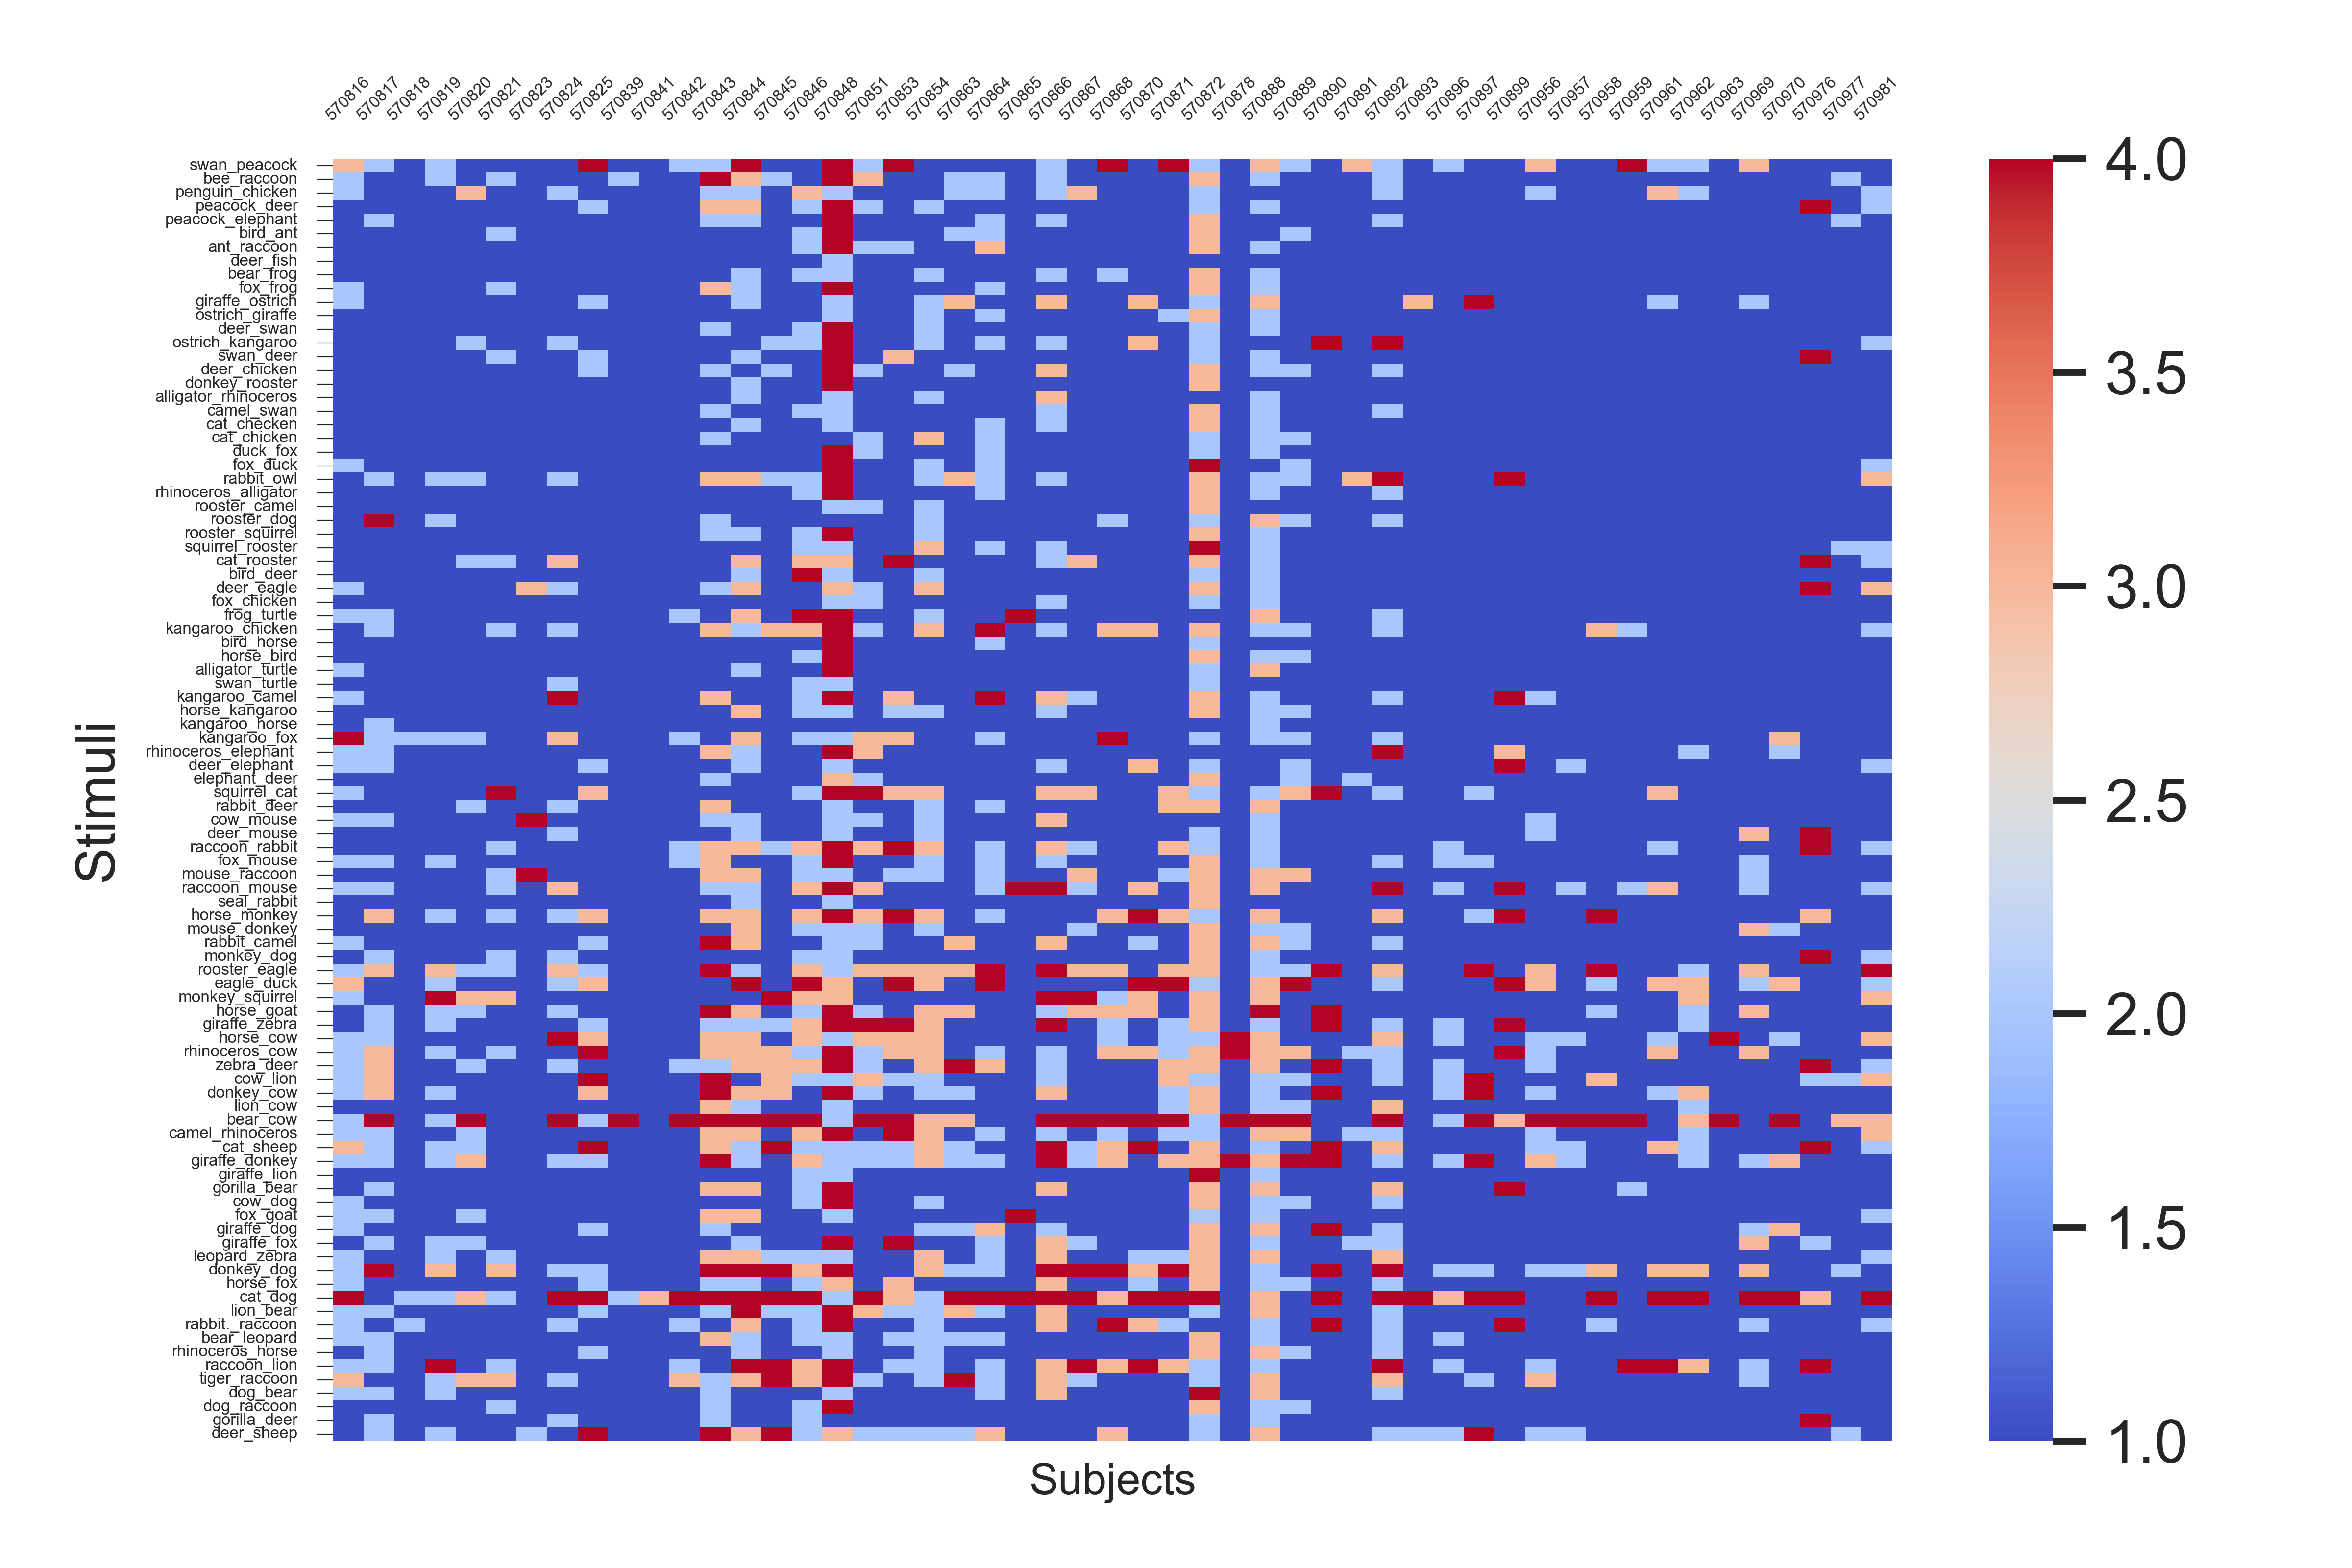 570816 570817 570818 570819 570820 570821 570823 570824 570825 570839 570841 570842 570843 570844 570845 570846 570848 570851 570853 570854 570863 570864 570865 570866 570867 570868 570870 570871 570872 570878 570888 570889 570890 570891 570892 570893 570896 570897 570899 570956 570957 570958 570959 570961 570962 570963 570969 570970 570976 570977 570981
swan_peacock
bee_raccoon
penguin_chicken
peacock_deer
peacock_elephant
bird_ant
ant_raccoon
deer_fish
bear_frog
fox_frog
giraffe_ostrich
ostrich_giraffe
deer_swan
ostrich_kangaroo
swan_deer
deer_chicken
donkey_rooster
alligator_rhinoceros
camel_swan
cat_checken
cat_chicken
duck_fox
fox_duck
rabbit_owl
rhinoceros_alligator
rooster_camel
rooster_dog
rooster_squirrel
squirrel_rooster
cat_rooster
bird_deer
deer_eagle
fox_chicken
frog_turtle
kangaroo_chicken
bird_horse
horse_bird
alligator_turtle
swan_turtle
kangaroo_camel
horse_kangaroo
kangaroo_horse
kangaroo_fox
rhinoceros_elephant
deer_elephant
elephant_deer
squirrel_cat
rabbit_deer
cow_mouse
deer_mouse
raccoon_rabbit
fox_mouse
mouse_raccoon
raccoon_mouse
seal_rabbit
horse_monkey
mouse_donkey
rabbit_camel
monkey_dog
rooster_eagle
eagle_duck
monkey_squirrel
horse_goat
giraffe_zebra
horse_cow
rhinoceros_cow
zebra_deer
cow_lion
donkey_cow
lion_cow
bear_cow
camel_rhinoceros
cat_sheep
giraffe_donkey
giraffe_lion
gorilla_bear
cow_dog
fox_goat
giraffe_dog
giraffe_fox
leopard_zebra
donkey_dog
horse_fox
cat_dog
lion_bear
rabbit._raccoon
bear_leopard
rhinoceros_horse
raccoon_lion
tiger_raccoon
dog_bear
dog_raccoon
gorilla_deer
deer_sheep
Stimuli
Subjects
4.0
3.5
3.0
2.5
2.0
1.5
1.0